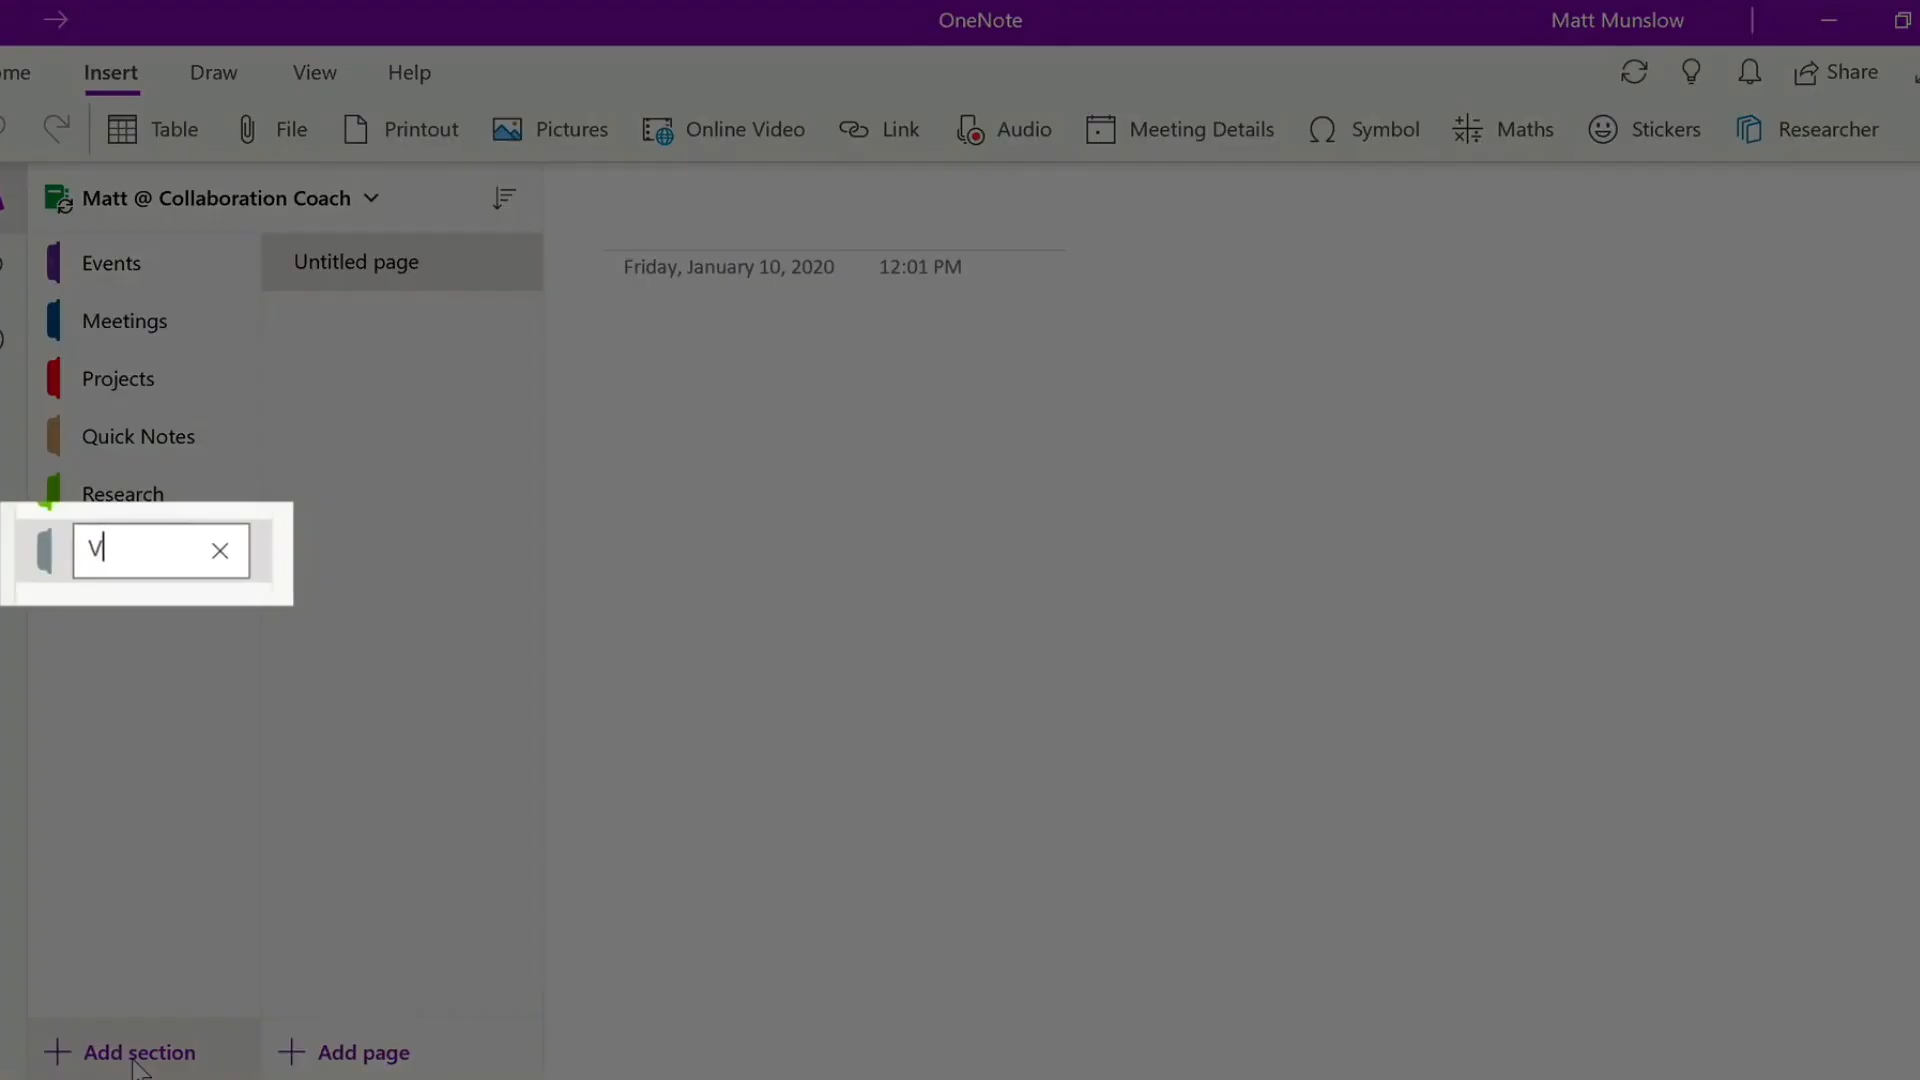 OneNote
Matt Munslow
ome
Insert
Draw
View
Help
Share
Table
File
Printout
Pictures
Online Video
Link
Audio
Meeting Details
Symbol
Maths
Stickers
Researcher
Matt @ Collaboration Coach
Events
Untitled page
Friday, January 10, 2020 12:01 PM
Meetings
Projects
Quick Notes
Research
V
Add section
Add page